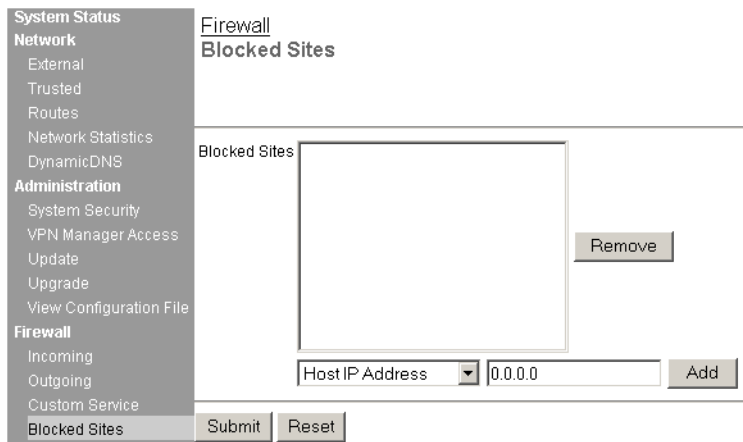 System Status
Network
External
Trusted
Routes
Network Statistics
DynamicDNS
Administration
System Security
VPN Manager Access
Update
Upgrade
View Configuration File
Firewall
Incoming
Outgoing
Custom Service
Blocked Sites
Firewall
Blocked Sites
Blocked Sites
Remove
Host IP Address 0.0.0.0 Add
Submit Reset